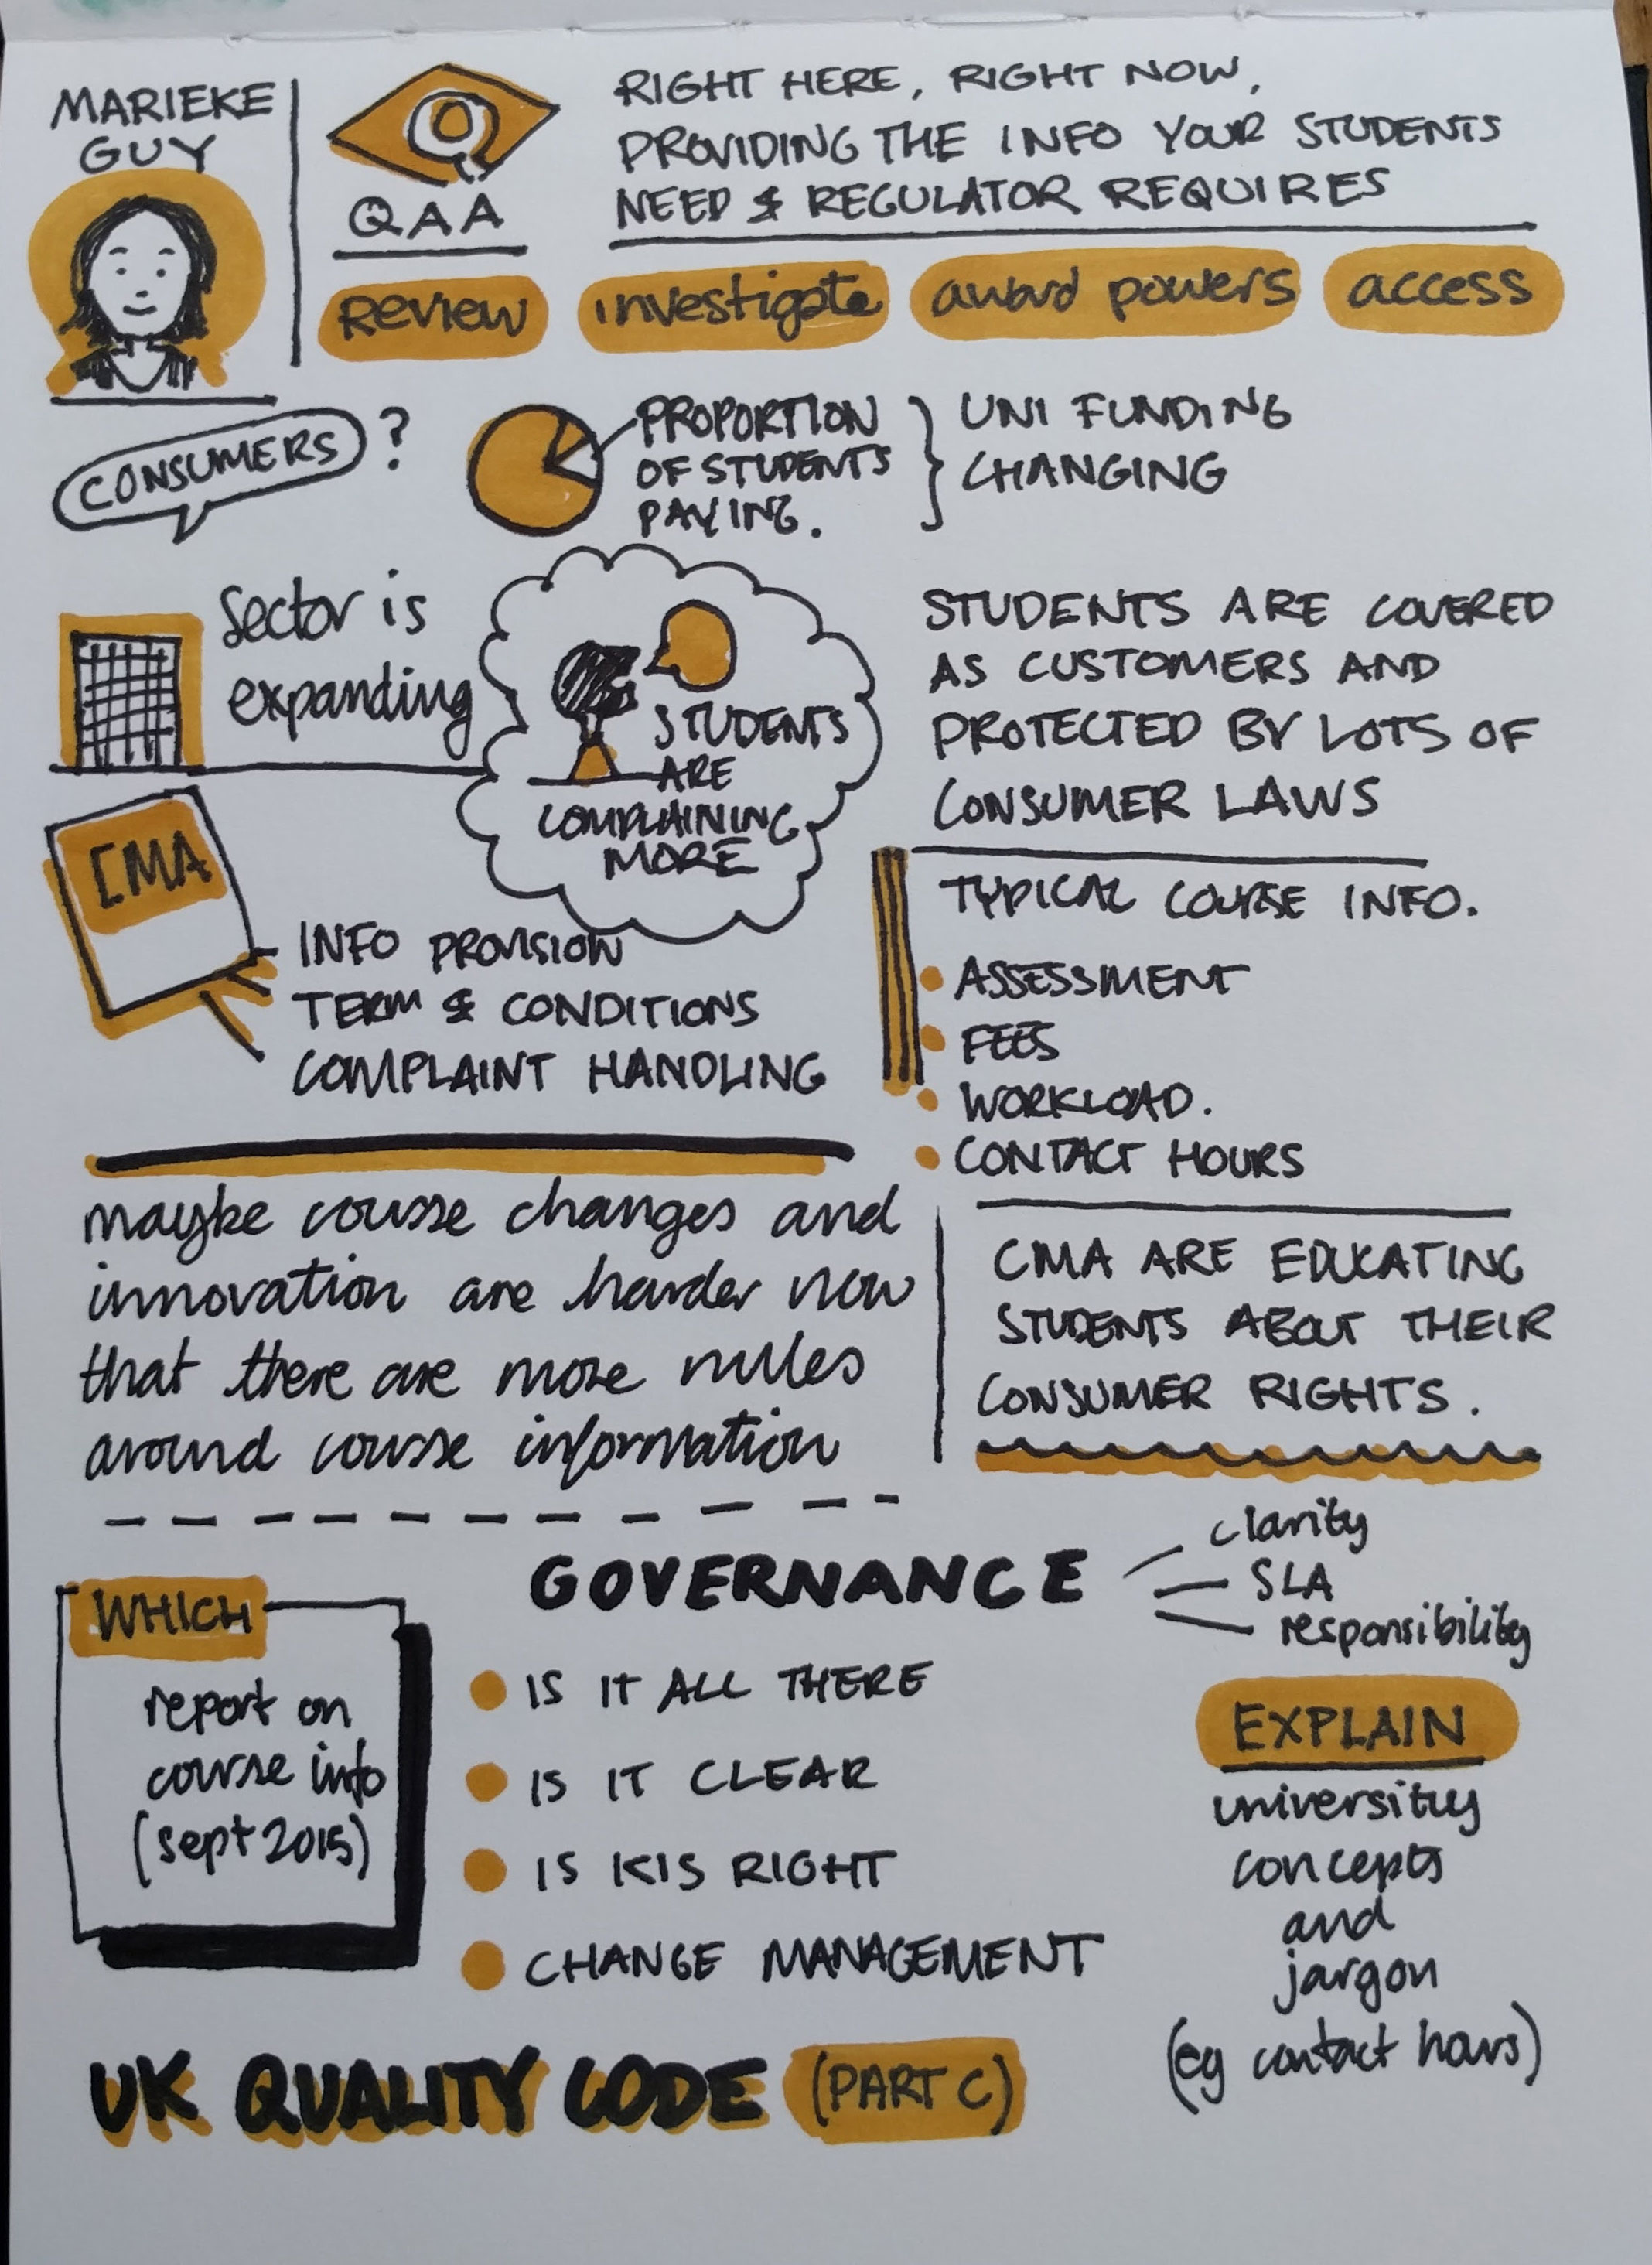 MARIEKE
GUY
QAA
RIGHT HERE, RIGHT NOW,
PROVIDING THE INFO YOUR STUDENTS
NEED & REGULATOR REQUIRES
Review
investigate
award powers
access
CONSUMERS ?
PROPORTION
OF STUDENTS
PAYING.
UNI FUNDING
CHANGING
Sector is
expanding
STUDENTS
ARE
COMPLAINING
MORE
STUDENTS ARE COVERED
AS CUSTOMERS AND
PROTECTED BY LOTS OF
CONSUMER LAWS
CMA
INFO PROVISION
TERM & CONDITIONS
COMPLAINT HANDLING
TYPICAL COURSE INFO.
• ASSESSMENT
• FEES
• WORKLOAD.
• CONTACT HOURS
maybe course changes and
innovation are harder now
that there are more rules
around course information
CMA ARE EDUCATING
STUDENTS ABOUT THEIR
CONSUMER RIGHTS.
WHICH
report on
course info
(sept 2015)
GOVERNANCE
clarity
SLA
responsibility
• IS IT ALL THERE
• IS IT CLEAR
• IS KIS RIGHT
• CHANGE MANAGEMENT
EXPLAIN
university
concepts
and
jargon
(eg contact hours)
UK QUALITY CODE (PART C)